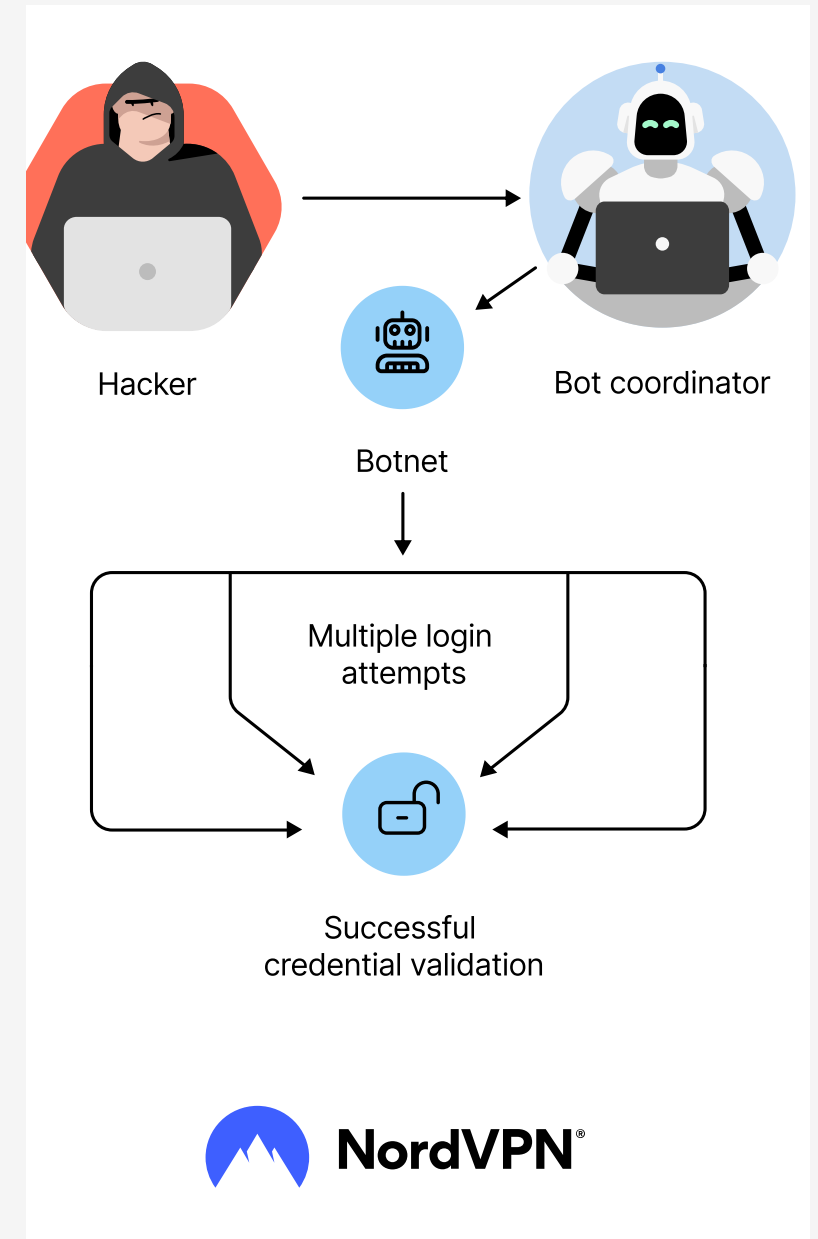 Hacker
Bot coordinator
Botnet
Multiple login
attempts
Successful
credential validation
NordVPN®